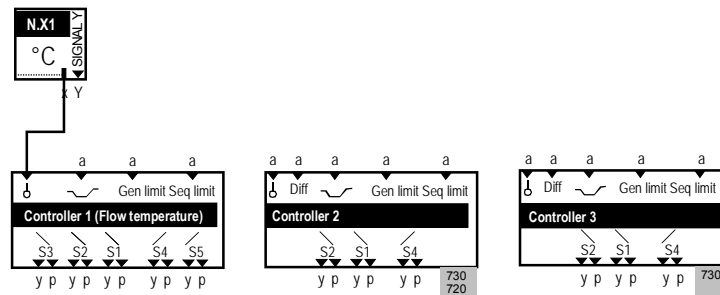 N.X1
SIGNAL Y
°C
x Y
a a a
a a a a a
a a a a
Gen limit Seq limit
Diff Gen limit Seq limit
Diff Gen limit Seq limit
Controller 1 (Flow temperature)
Controller 2
Controller 3
S3 S2 S1 S4 S5
S2 S1 S4
S2 S1 S4
y p y p y p y p y p
y p y p y p
730
720
y p y p y p
730